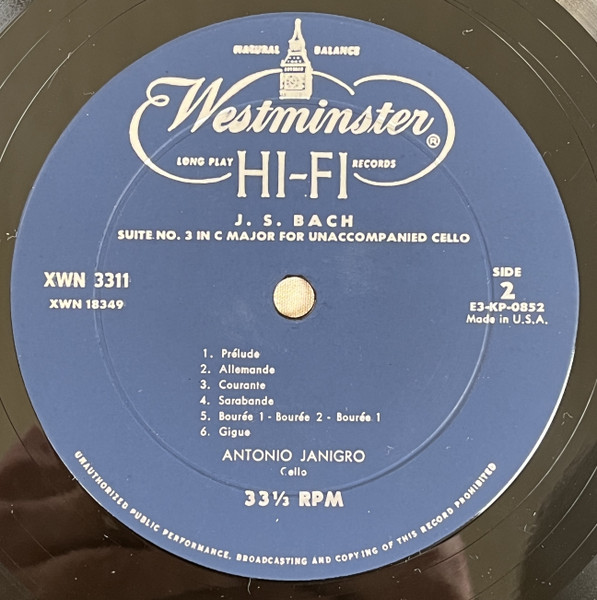 NATURAL BALANCE
Westminster®
LONG PLAY HI-FI RECORDS
J. S. BACH
SUITE NO. 3 IN C MAJOR FOR UNACCOMPANIED CELLO
XWN 3311
XWN 18349
SIDE
2
E3-KP-0852
Made in U.S.A.
1. Prélude
2. Allemande
3. Courante
4. Sarabande
5. Bourée 1 - Bourée 2 - Bourée 1
6. Gigue
ANTONIO JANIGRO
Cello
33⅓ RPM
UNAUTHORIZED PUBLIC PERFORMANCE, BROADCASTING AND COPYING OF THIS RECORD PROHIBITED